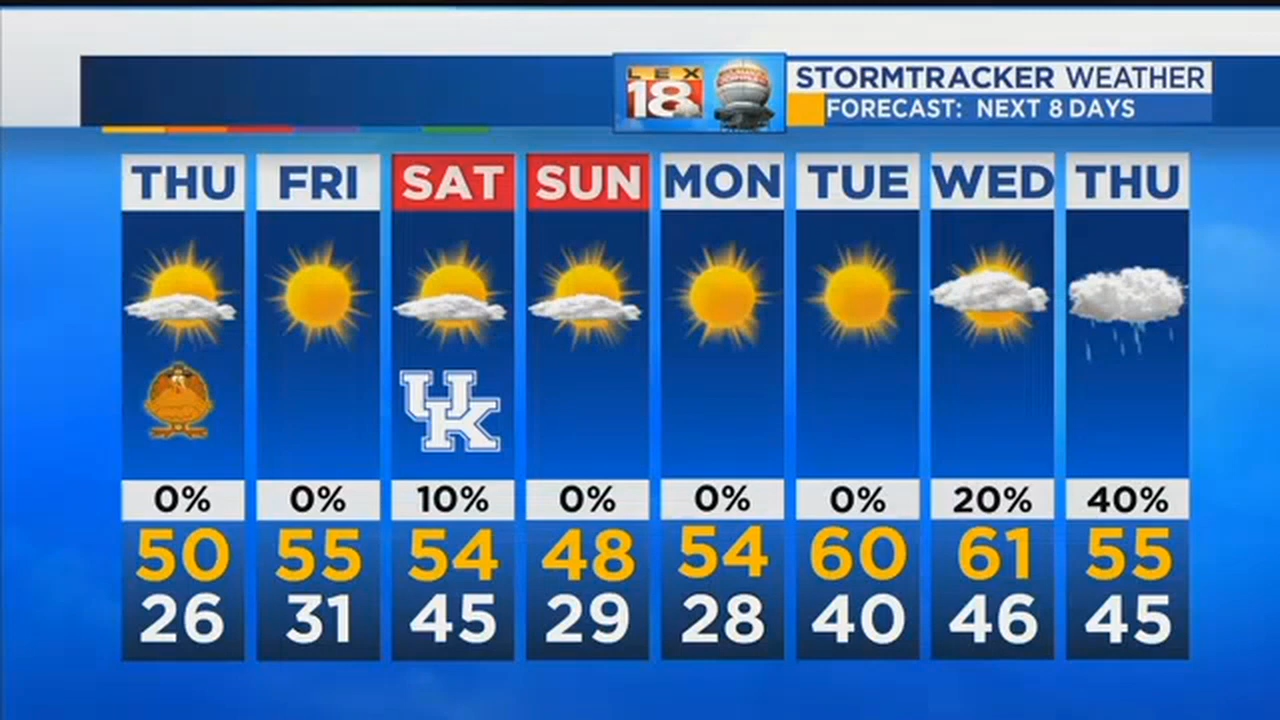 LEX
18
STORMTRACKER WEATHER
FORECAST: NEXT 8 DAYS
THU FRI SAT SUN MON TUE WED THU
UK
0% 0% 10% 0% 0% 0% 20% 40%
50 55 54 48 54 60 61 55
26 31 45 29 28 40 46 45